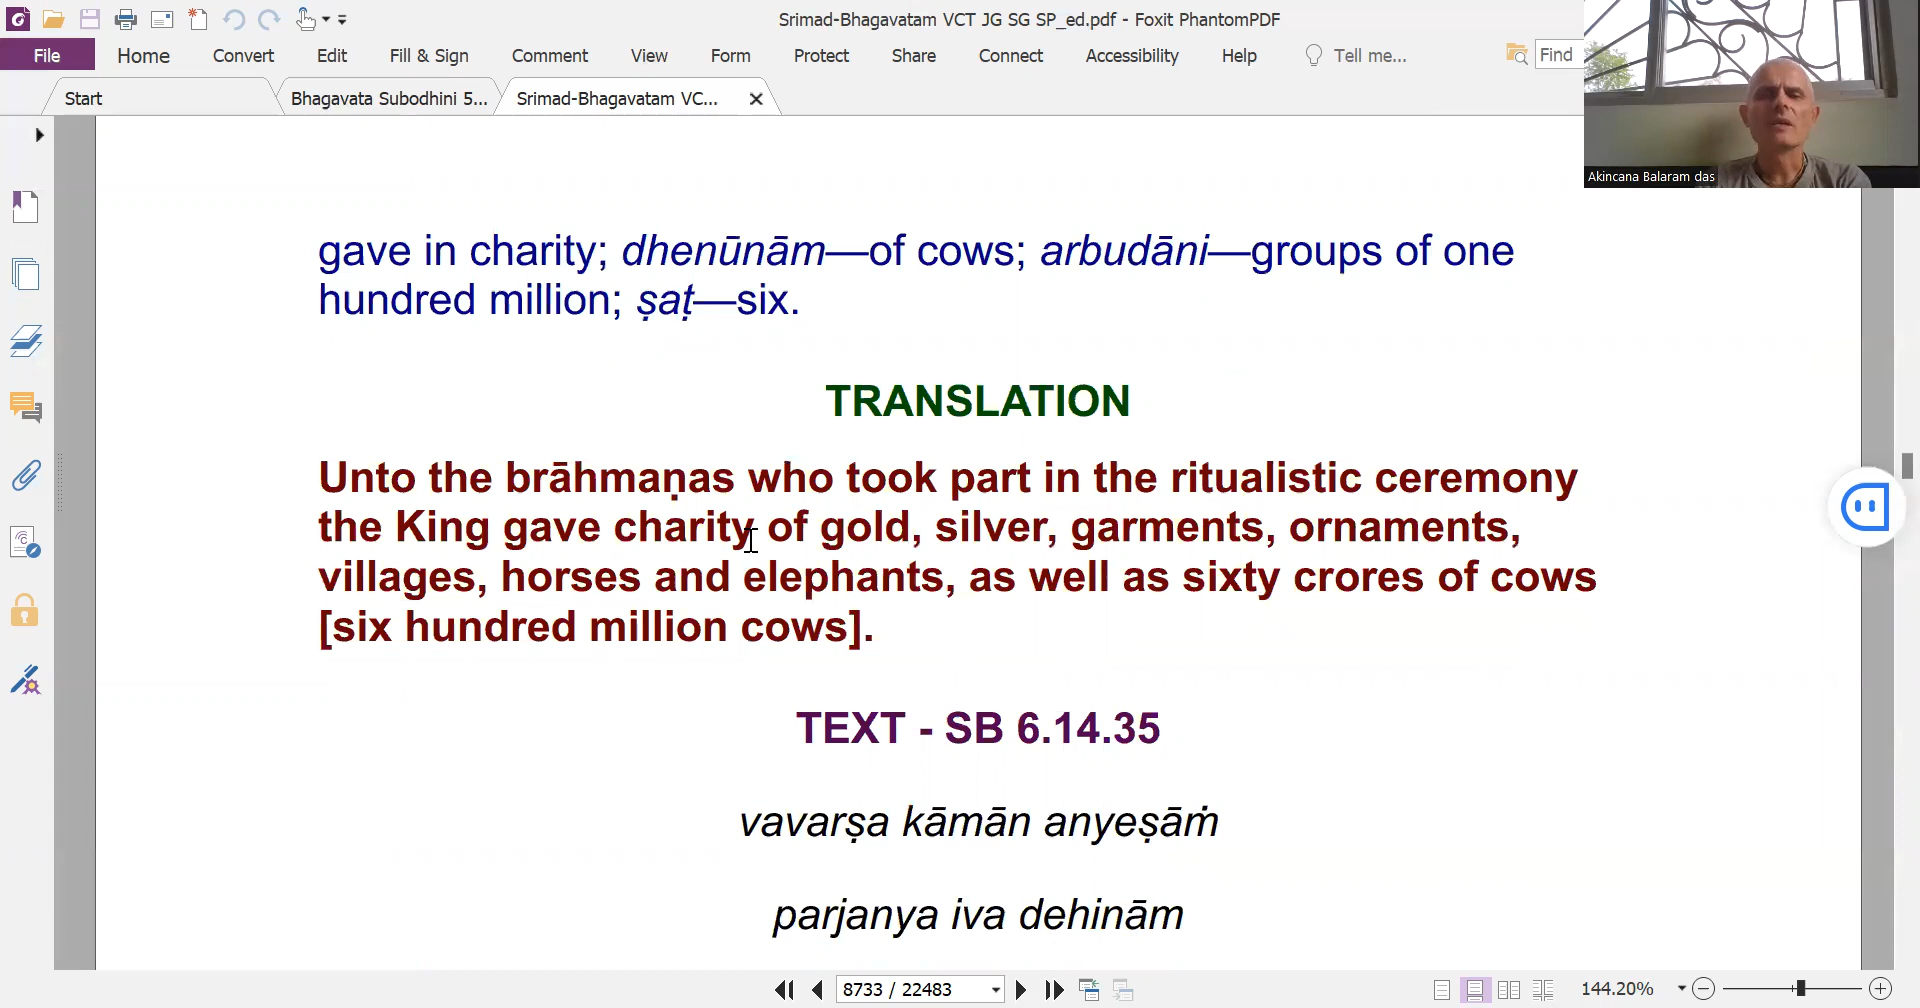 Srimad-Bhagavatam VCT JG SG SP_ed.pdf - Foxit PhantomPDF
File Home Convert Edit Fill & Sign Comment View Form Protect Share Connect Accessibility Help Tell me... Find
Start Bhagavata Subodhini 5... Srimad-Bhagavatam VC...
Akincana Balaram das
gave in charity; dhenūnām—of cows; arbudāni—groups of one
hundred million; ṣaṭ—six.
TRANSLATION
Unto the brāhmaṇas who took part in the ritualistic ceremony
the King gave charity of gold, silver, garments, ornaments,
villages, horses and elephants, as well as sixty crores of cows
[six hundred million cows].
TEXT - SB 6.14.35
vavarṣa kāmān anyeṣāṁ
parjanya iva dehinām
8733 / 22483 144.20%